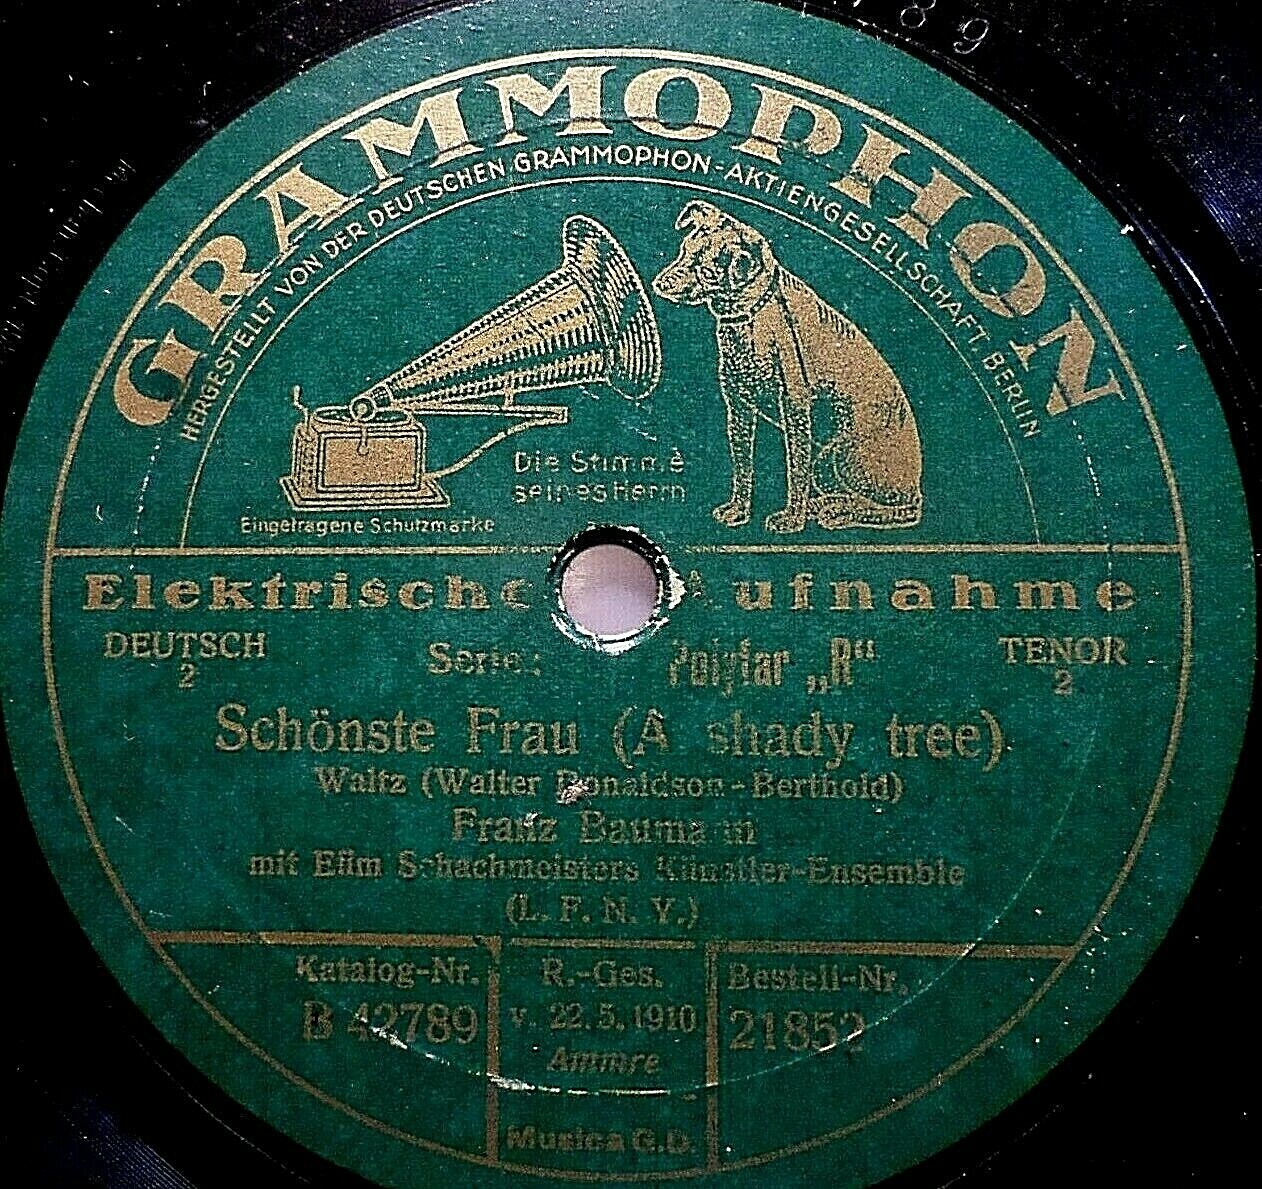 GRAMMOPHON
HERGESTELLT VON DER DEUTSCHEN GRAMMOPHON-AKTIENGESELLSCHAFT, BERLIN
Die Stimme
seines Herrn
Eingetragene Schutzmarke
Elektrische Aufnahme
DEUTSCH
2
Serie: Polyfar „R“
TENOR
2
Schönste Frau (A shady tree)
Waltz (Walter Donaldson-Berthold)
Franz Baumann
mit Efim Schachmeisters Künstler-Ensemble
(L. F. N. Y.)
Katalog-Nr.
B 42789
R.-Ges.
v. 22.5.1910
Ammre
Musica G.D.
Bestell-Nr.
21852